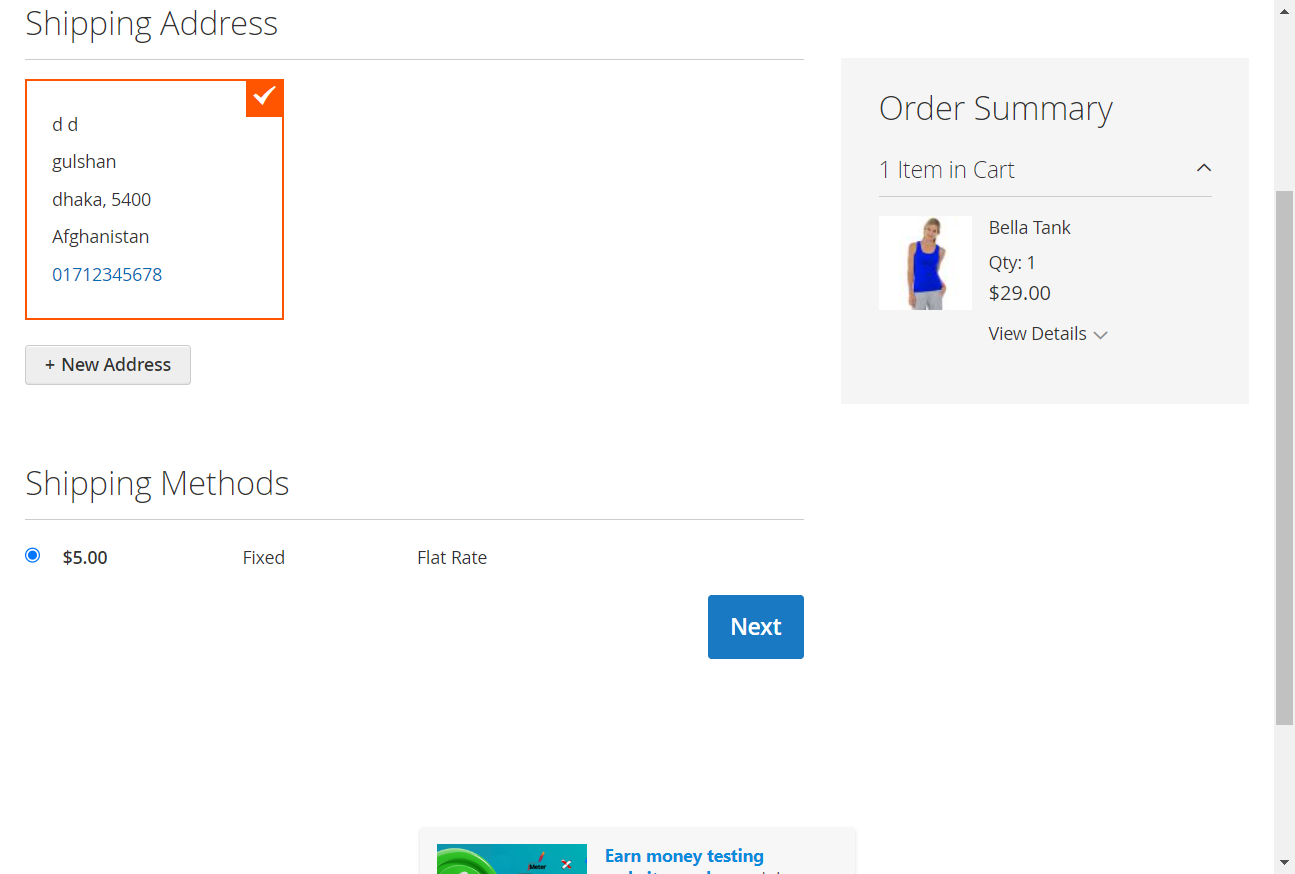 Shipping Address
d d
gulshan
dhaka, 5400
Afghanistan
01712345678
+ New Address
Order Summary
1 Item in Cart
Bella Tank
Qty: 1
$29.00
View Details
Shipping Methods
$5.00 Fixed Flat Rate
Next
Earn money testing